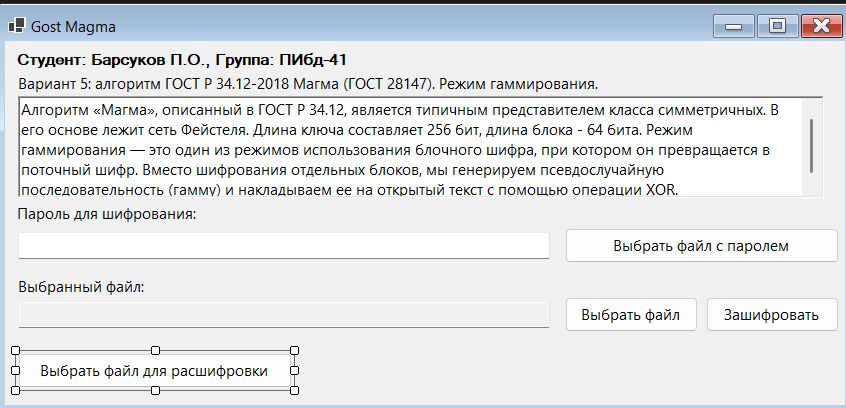 Gost Magma
Студент: Барсуков П.О., Группа: ПИбд-41
Вариант 5: алгоритм ГОСТ Р 34.12-2018 Магма (ГОСТ 28147). Режим гаммирования.
Алгоритм «Магма», описанный в ГОСТ Р 34.12, является типичным представителем класса симметричных. В
его основе лежит сеть Фейстеля. Длина ключа составляет 256 бит, длина блока - 64 бита. Режим
гаммирования — это один из режимов использования блочного шифра, при котором он превращается в
поточный шифр. Вместо шифрования отдельных блоков, мы генерируем псевдослучайную
последовательность (гамму) и накладываем ее на открытый текст с помощью операции XOR.
Пароль для шифрования:
Выбрать файл с паролем
Выбранный файл:
Выбрать файл Зашифровать
Выбрать файл для расшифровки